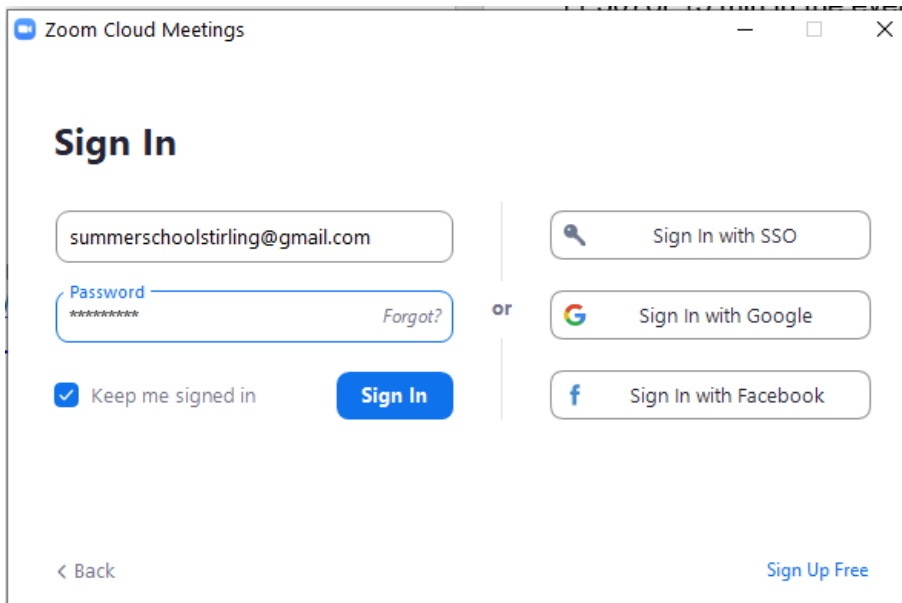 Zoom Cloud Meetings
Sign In
summerschoolstirling@gmail.com
Password
*********
Forgot?
Keep me signed in
Sign In
or
Sign In with SSO
Sign In with Google
Sign In with Facebook
< Back
Sign Up Free